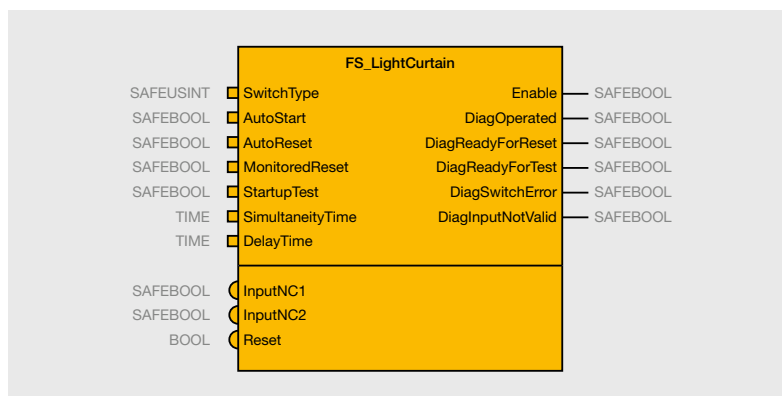 FS_LightCurtain
SAFEUSINT SwitchType Enable SAFEBOOL
SAFEBOOL AutoStart DiagOperated SAFEBOOL
SAFEBOOL AutoReset DiagReadyForReset SAFEBOOL
SAFEBOOL MonitoredReset DiagReadyForTest SAFEBOOL
SAFEBOOL StartupTest DiagSwitchError SAFEBOOL
TIME SimultaneityTime DiagInputNotValid SAFEBOOL
TIME DelayTime
SAFEBOOL InputNC1
SAFEBOOL InputNC2
BOOL Reset